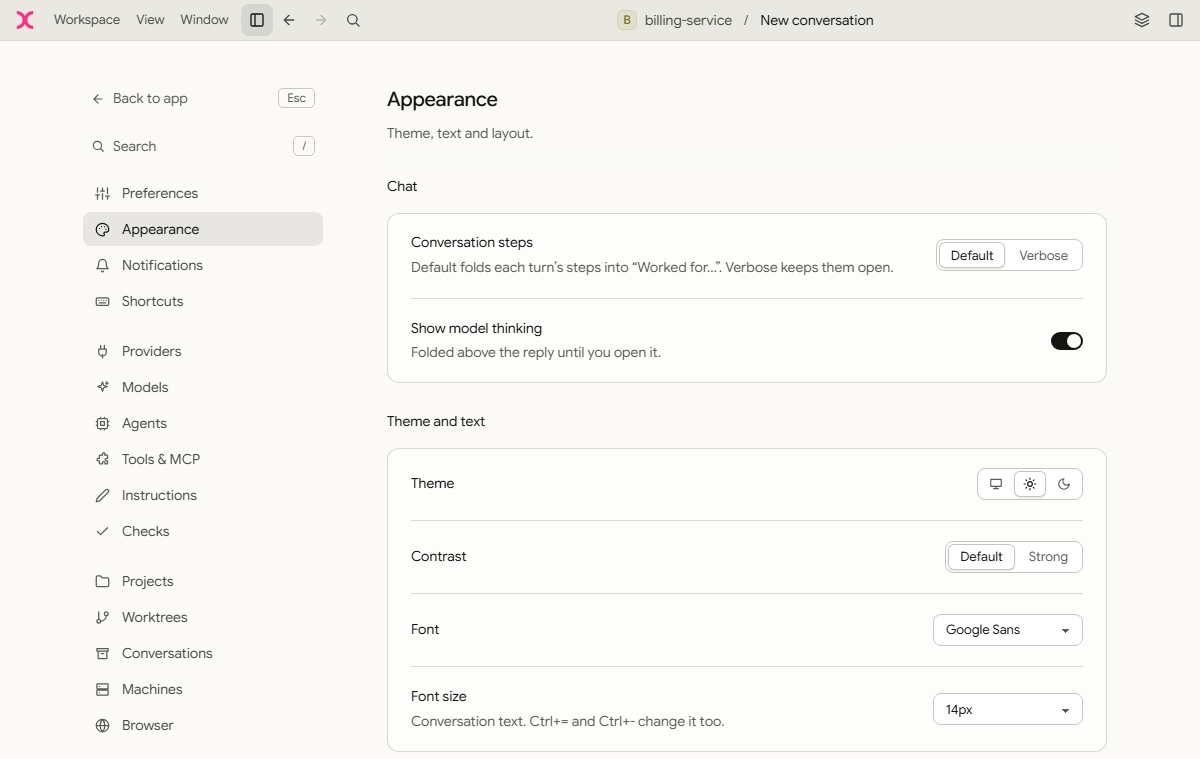 Workspace View Window
B billing-service / New conversation
Back to app Esc
Search /
Preferences
Appearance
Notifications
Shortcuts
Providers
Models
Agents
Tools & MCP
Instructions
Checks
Projects
Worktrees
Conversations
Machines
Browser
Appearance
Theme, text and layout.
Chat
Conversation steps
Default folds each turn’s steps into “Worked for…”. Verbose keeps them open.
Default Verbose
Show model thinking
Folded above the reply until you open it.
Theme and text
Theme
Contrast
Default Strong
Font
Google Sans
Font size
Conversation text. Ctrl+= and Ctrl+- change it too.
14px